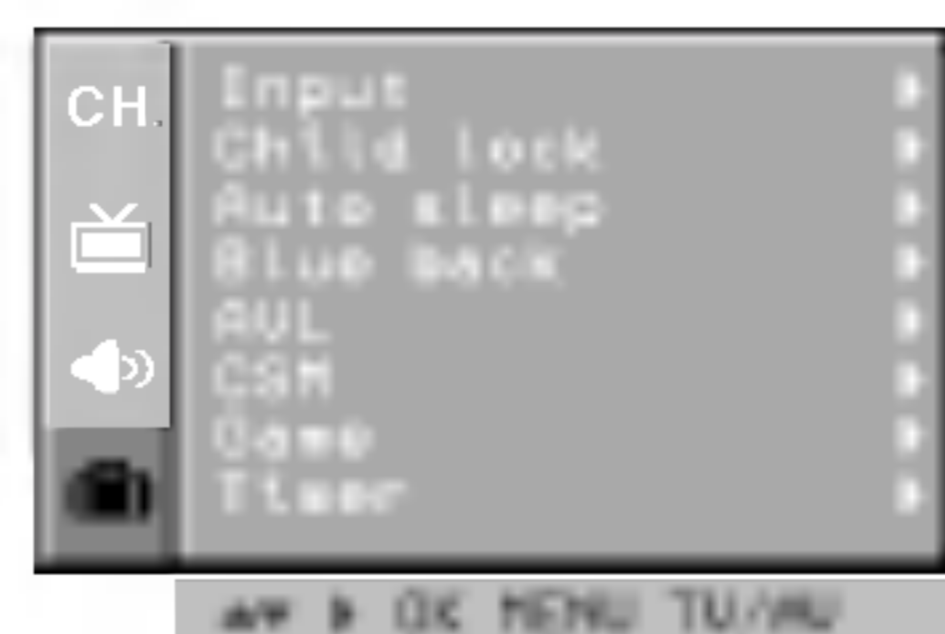 CH.
Input
Child lock
Auto sleep
Blue back
AVL
CSM
Game
Timer
OK MENU TV/AV